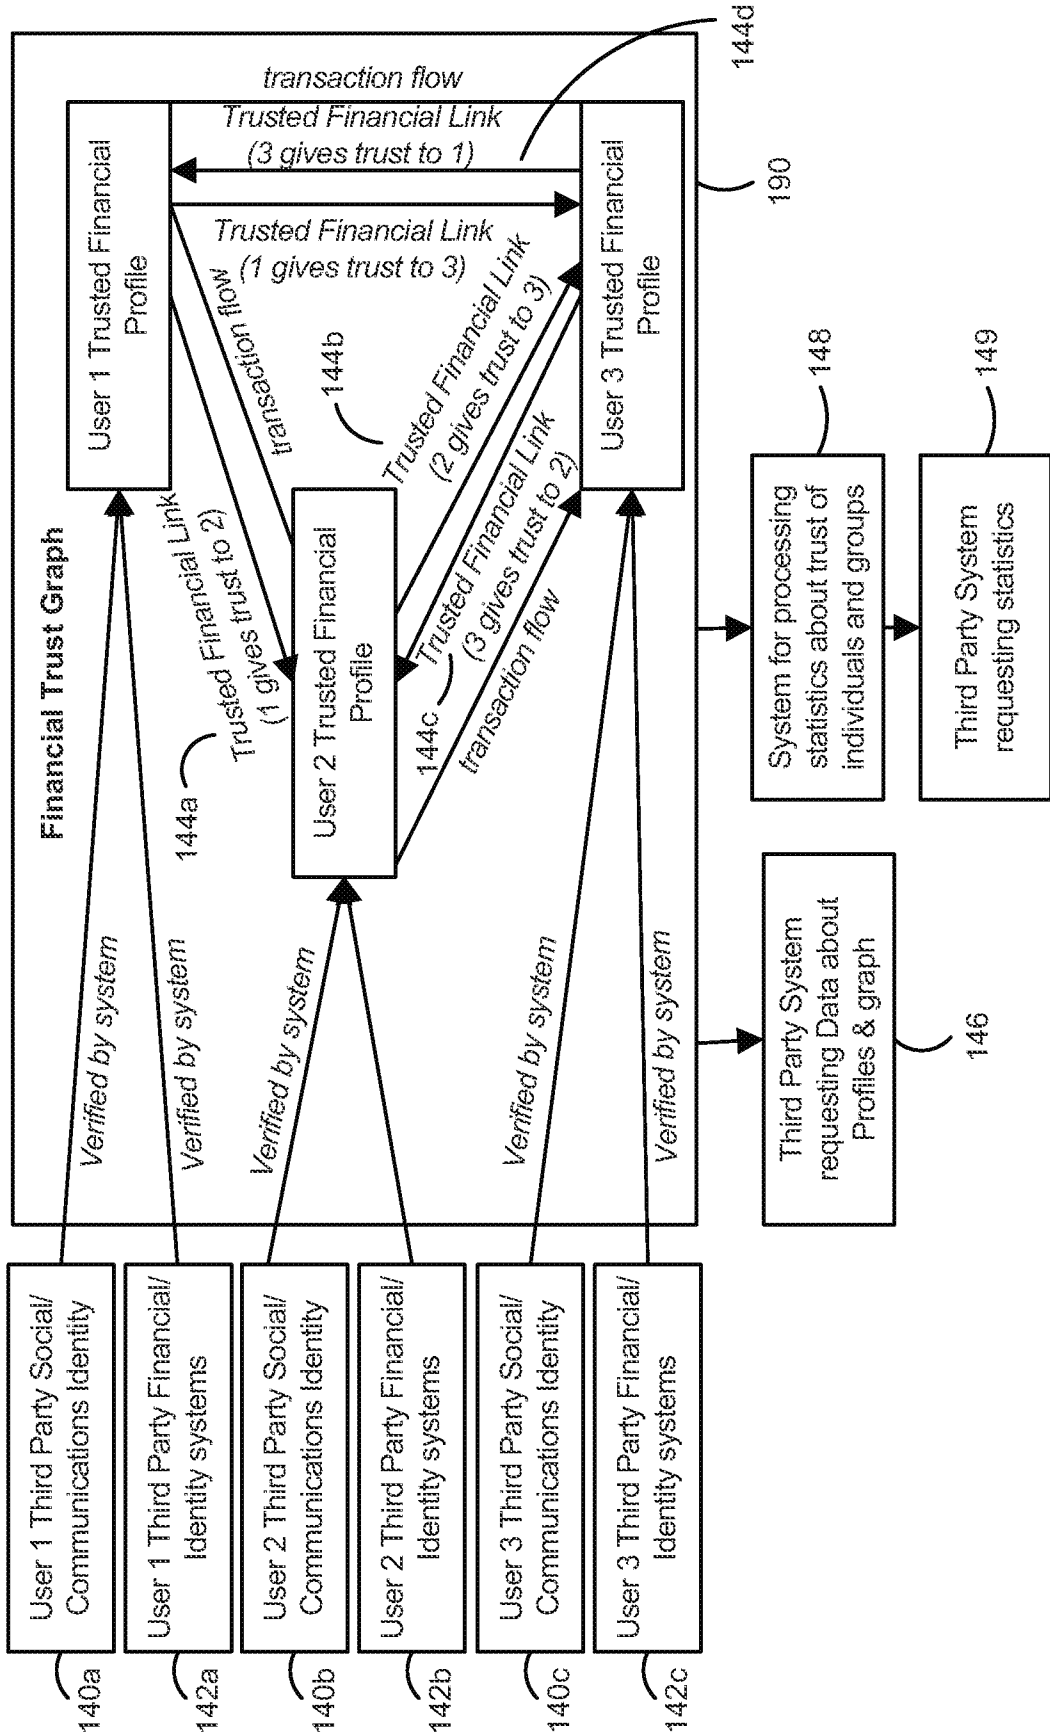 Financial Trust Graph
140a
User 1 Third Party Social/
Communications Identity
142a
User 1 Third Party Financial/
Identity systems
140b
User 2 Third Party Social/
Communications Identity
142b
User 2 Third Party Financial/
Identity systems
140c
User 3 Third Party Social/
Communications Identity
142c
User 3 Third Party Financial/
Identity systems
Verified by system
Verified by system
Verified by system
Verified by system
Verified by system
User 1 Trusted Financial
Profile
144a
Trusted Financial Link
(1 gives trust to 2)
transaction flow
User 2 Trusted Financial
Profile
144b
Trusted Financial Link
(2 gives trust to 3)
144c
Trusted Financial Link
(3 gives trust to 2)
transaction flow
Trusted Financial Link
(1 gives trust to 3)
transaction flow
Trusted Financial Link
(3 gives trust to 1)
144d
User 3 Trusted Financial
Profile
190
Third Party System
requesting Data about
Profiles & graph
146
System for processing
statistics about trust of
individuals and groups
148
Third Party System
requesting statistics
149